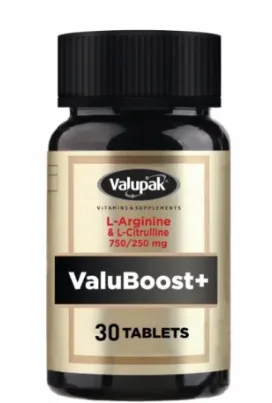 Valupak
VITAMINS & SUPPLEMENTS
L-Arginine
& L-Citrulline
750/250 mg
ValuBoost+
30 TABLETS